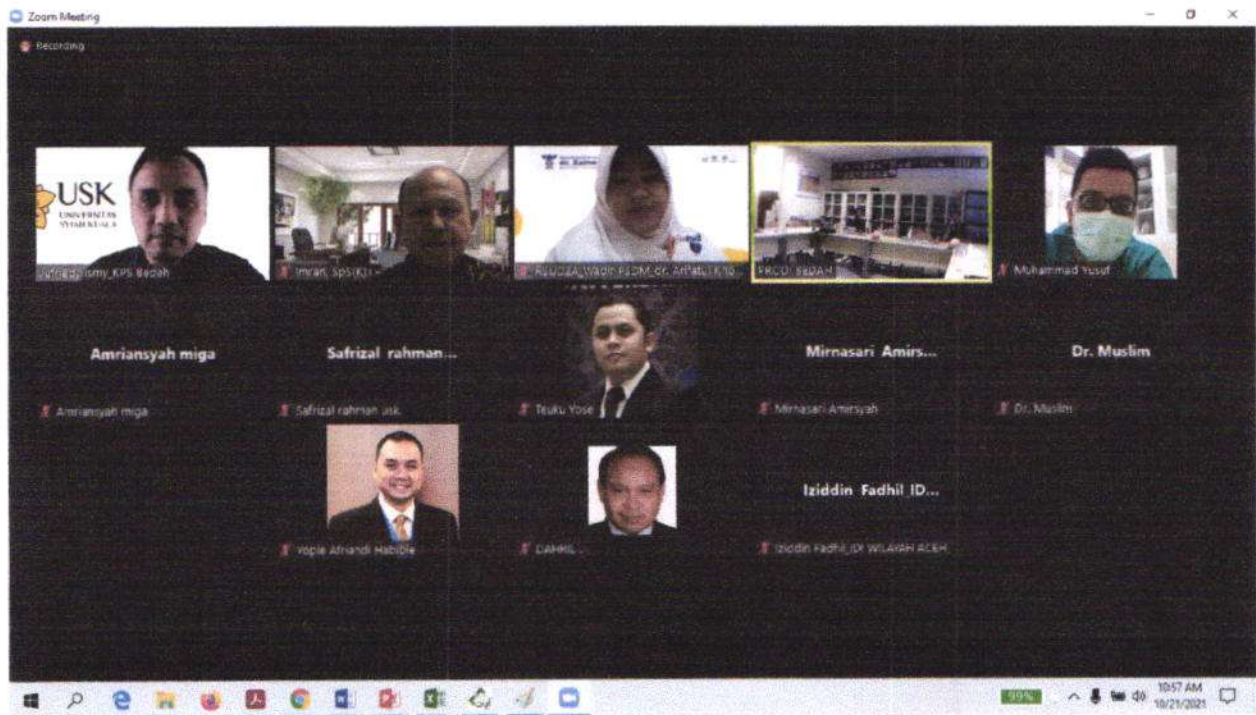 Zoom Meeting
Recording
USK
UNIVERSITAS
SYIAH KUALA
ismy_KPS Bedah
Imran, SpS(K)
PRODI BEDAH
Muhammad Yusuf
Amriansyah miga
Safrizal rahman...
Mirnasari Amirs...
Dr. Muslim
Amriansyah miga
Safrizal rahman usk
Teuku Yose
Mirnasari Amirsyah
Dr. Muslim
Iziddin Fadhil_ID...
Yopie Afriandi Habibie
DAHRIL
Iziddin Fadhil_IDI WILAYAH ACEH
99%
10:57 AM
10/21/2021